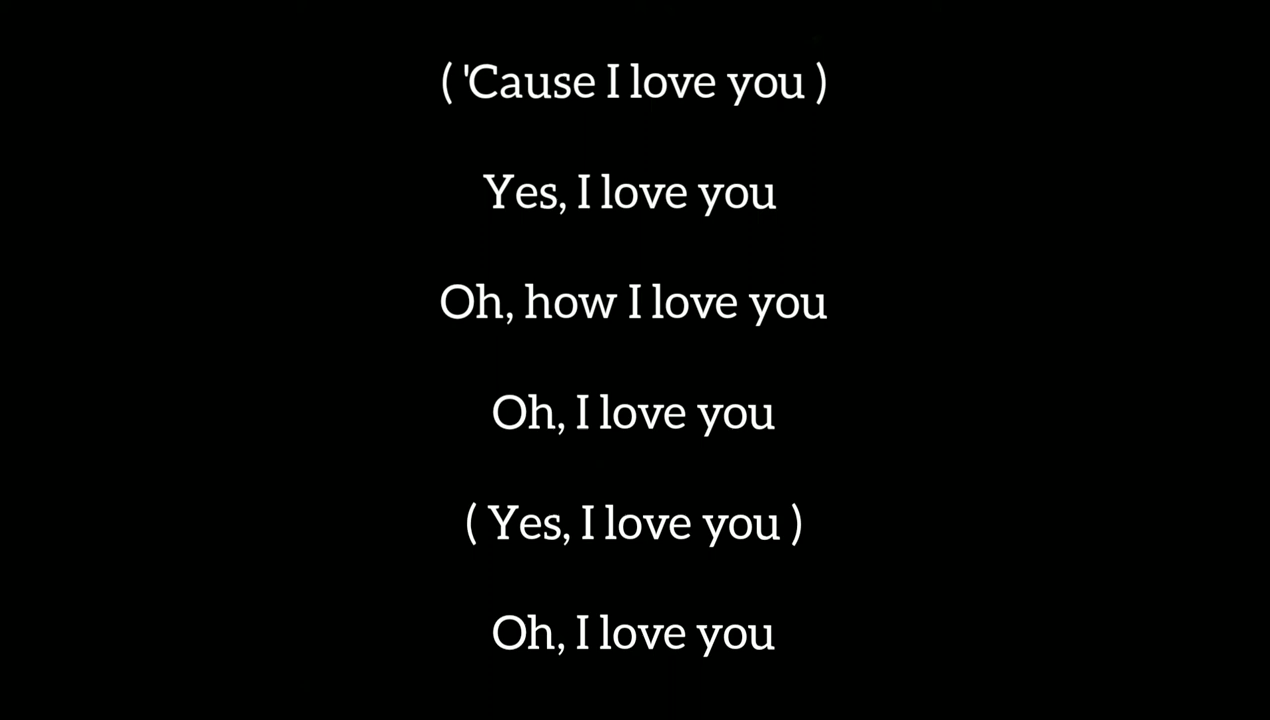 ( 'Cause I love you )
Yes, I love you
Oh, how I love you
Oh, I love you
( Yes, I love you )
Oh, I love you